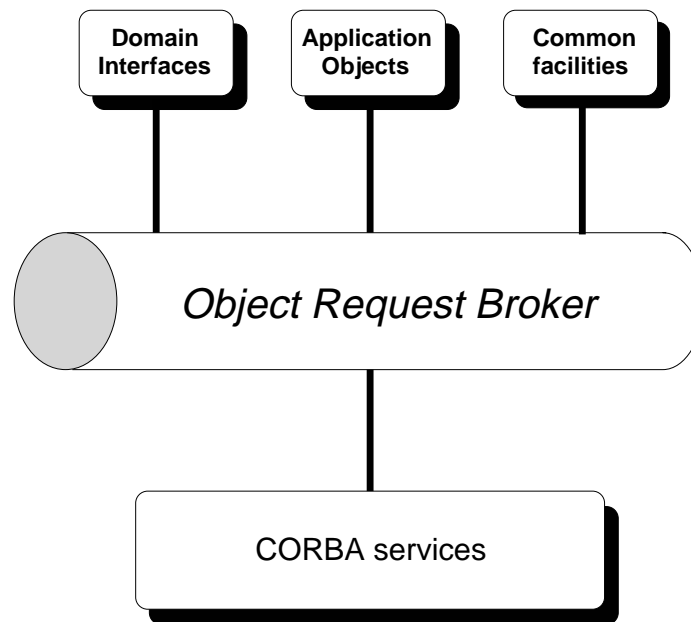 Domain
Interfaces
Application
Objects
Common
facilities
Object Request Broker
CORBA services